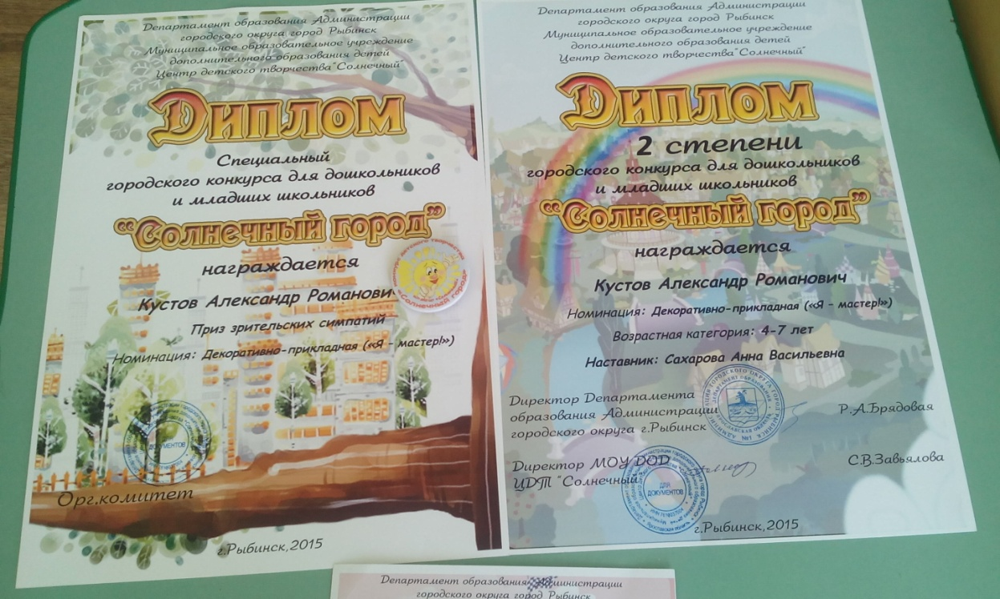 Департамент образования Администрации
городского округа город Рыбинск
Муниципальное образовательное учреждение
дополнительного образования детей
Центр детского творчества "Солнечный"
Диплом
Специальный
городского конкурса для дошкольников
и младших школьников
"Солнечный город"
награждается
Кустов Александр Романович
Приз зрительских симпатий
Номинация: Декоративно-прикладная («Я - мастер!»)
ДОКУМЕНТОВ
Орг.комитет
г.Рыбинск,2015
конкурс детского творчества
«Солнечный город»
Департамент образования Администрации
городского округа город Рыбинск
Муниципальное образовательное учреждение
дополнительного образования детей
Центр детского творчества "Солнечный"
Диплом
2 степени
городского конкурса для дошкольников
и младших школьников
"Солнечный город"
награждается
Кустов Александр Романович
Номинация: Декоративно-прикладная («Я - мастер!»)
Возрастная категория: 4-7 лет
Наставник: Сахарова Анна Васильевна
Директор Департамента
образования Администрации
городского округа г.Рыбинск
Р.А.Брядовая
Директор МОУ DOD
ЦДТ "Солнечный"
С.В.Завьялова
ДЛЯ
ДОКУМЕНТОВ
г.Рыбинск,2015
Департамент образования Администрации
городского округа город Рыбинск